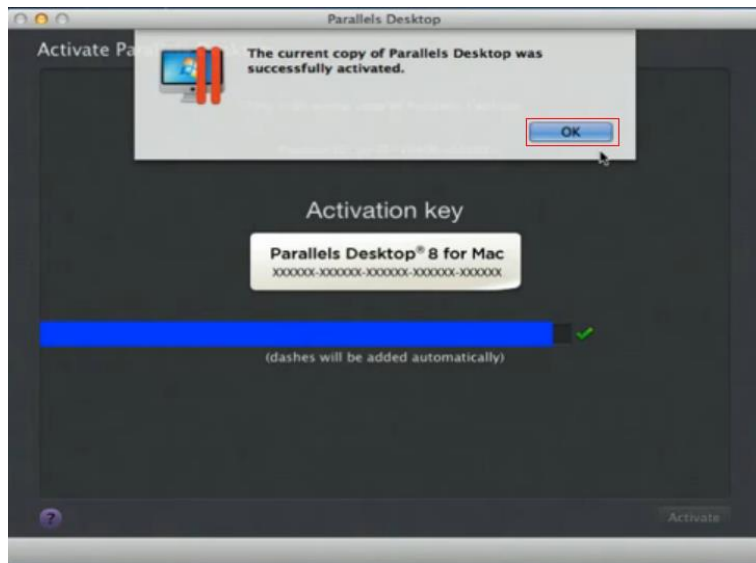 Parallels Desktop
Activate Pa
The current copy of Parallels Desktop was
successfully activated.
OK
Activation key
Parallels Desktop® 8 for Mac
XXXXXX-XXXXXX-XXXXXX-XXXXXX-XXXXXX
(dashes will be added automatically)
?
Activate